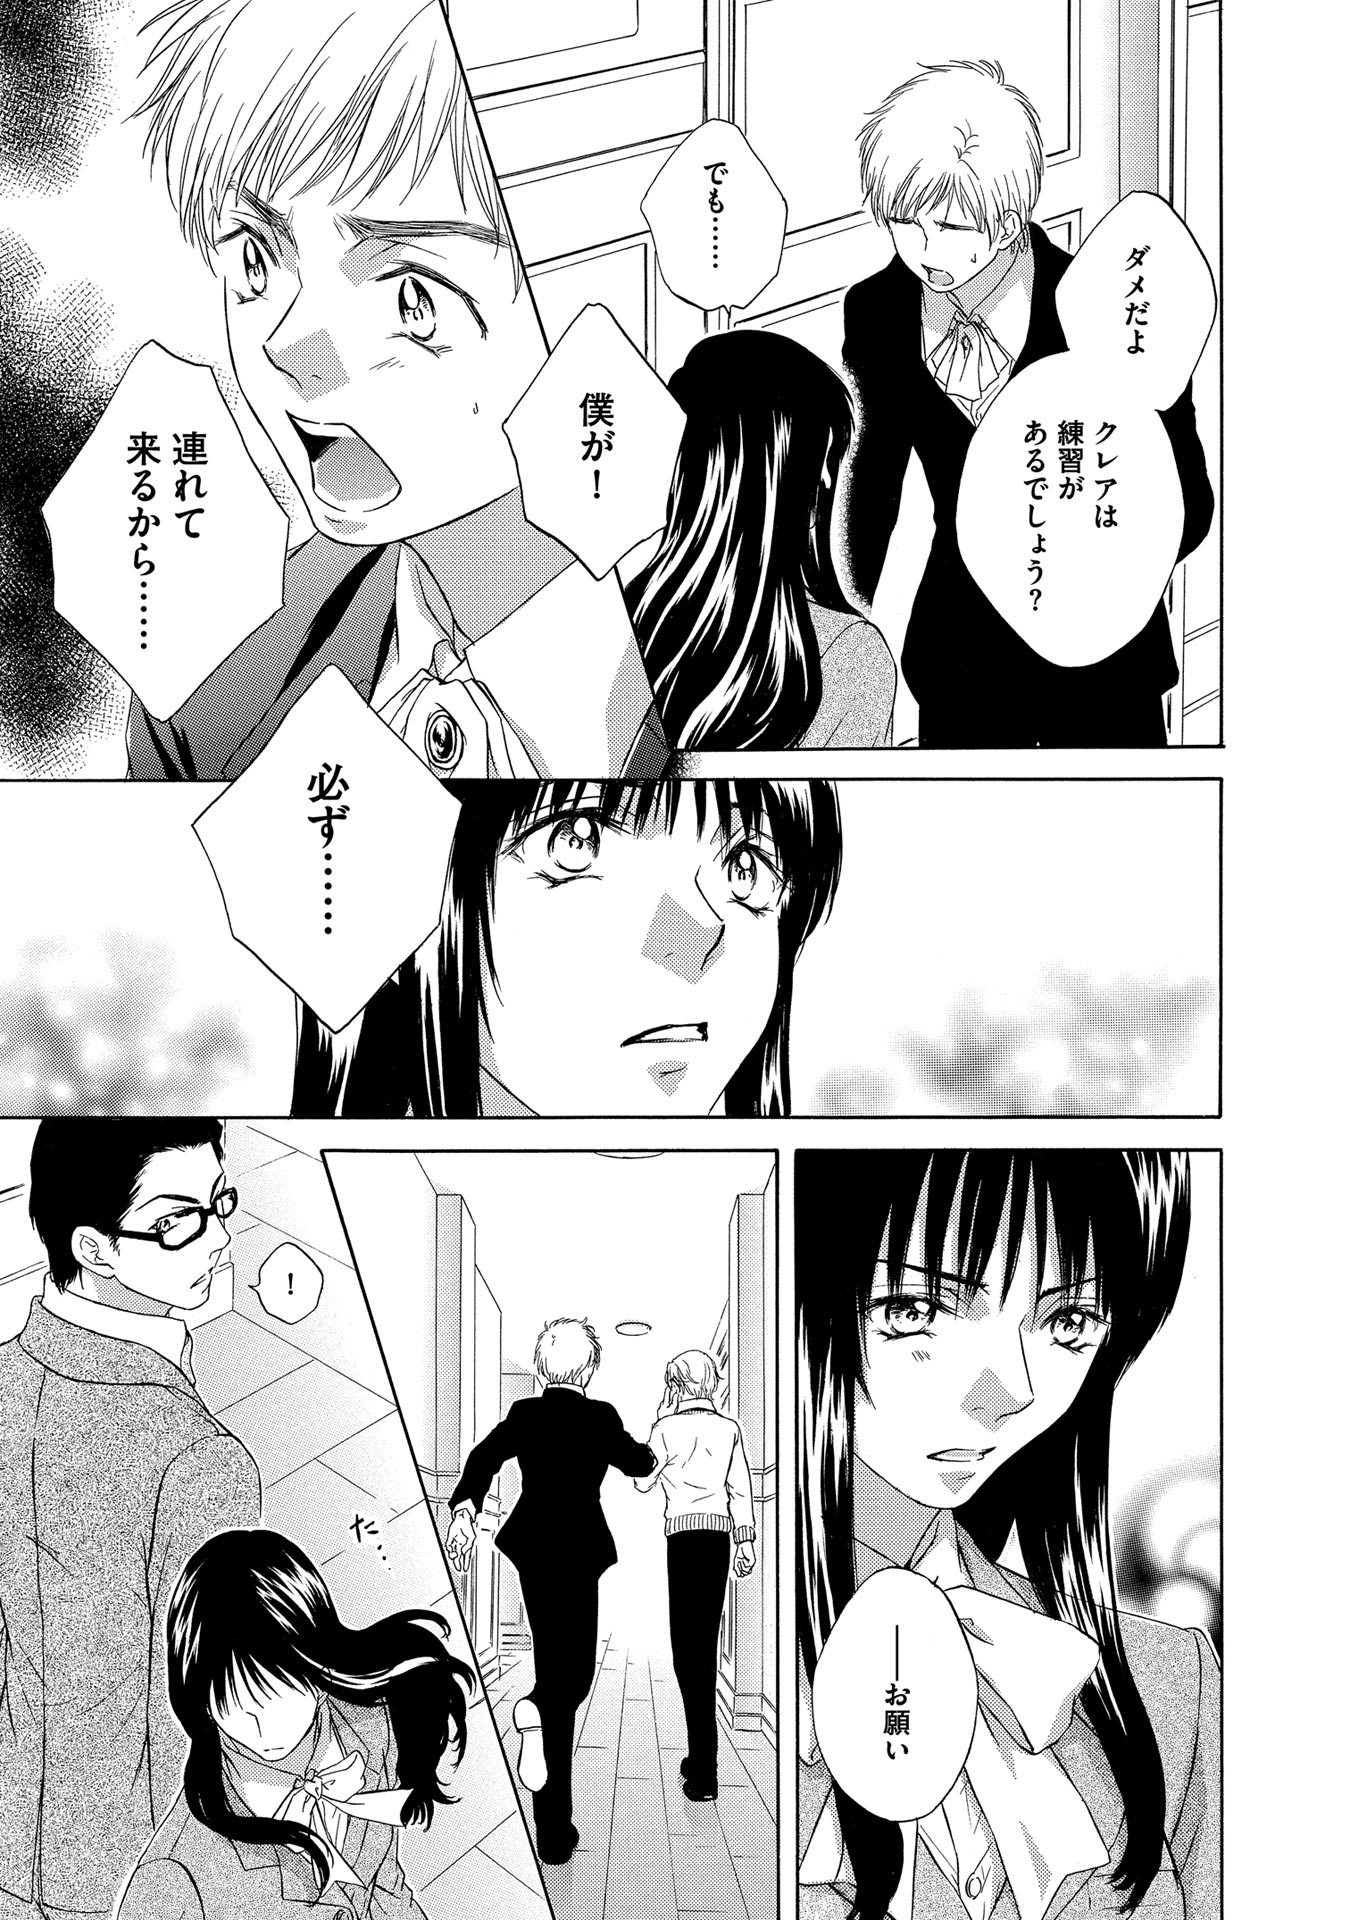 ダメだよ
クレアは
練習が
あるでしょう?
でも……
僕が!
連れて
来るから……
必ず……
――お願い
!
た…